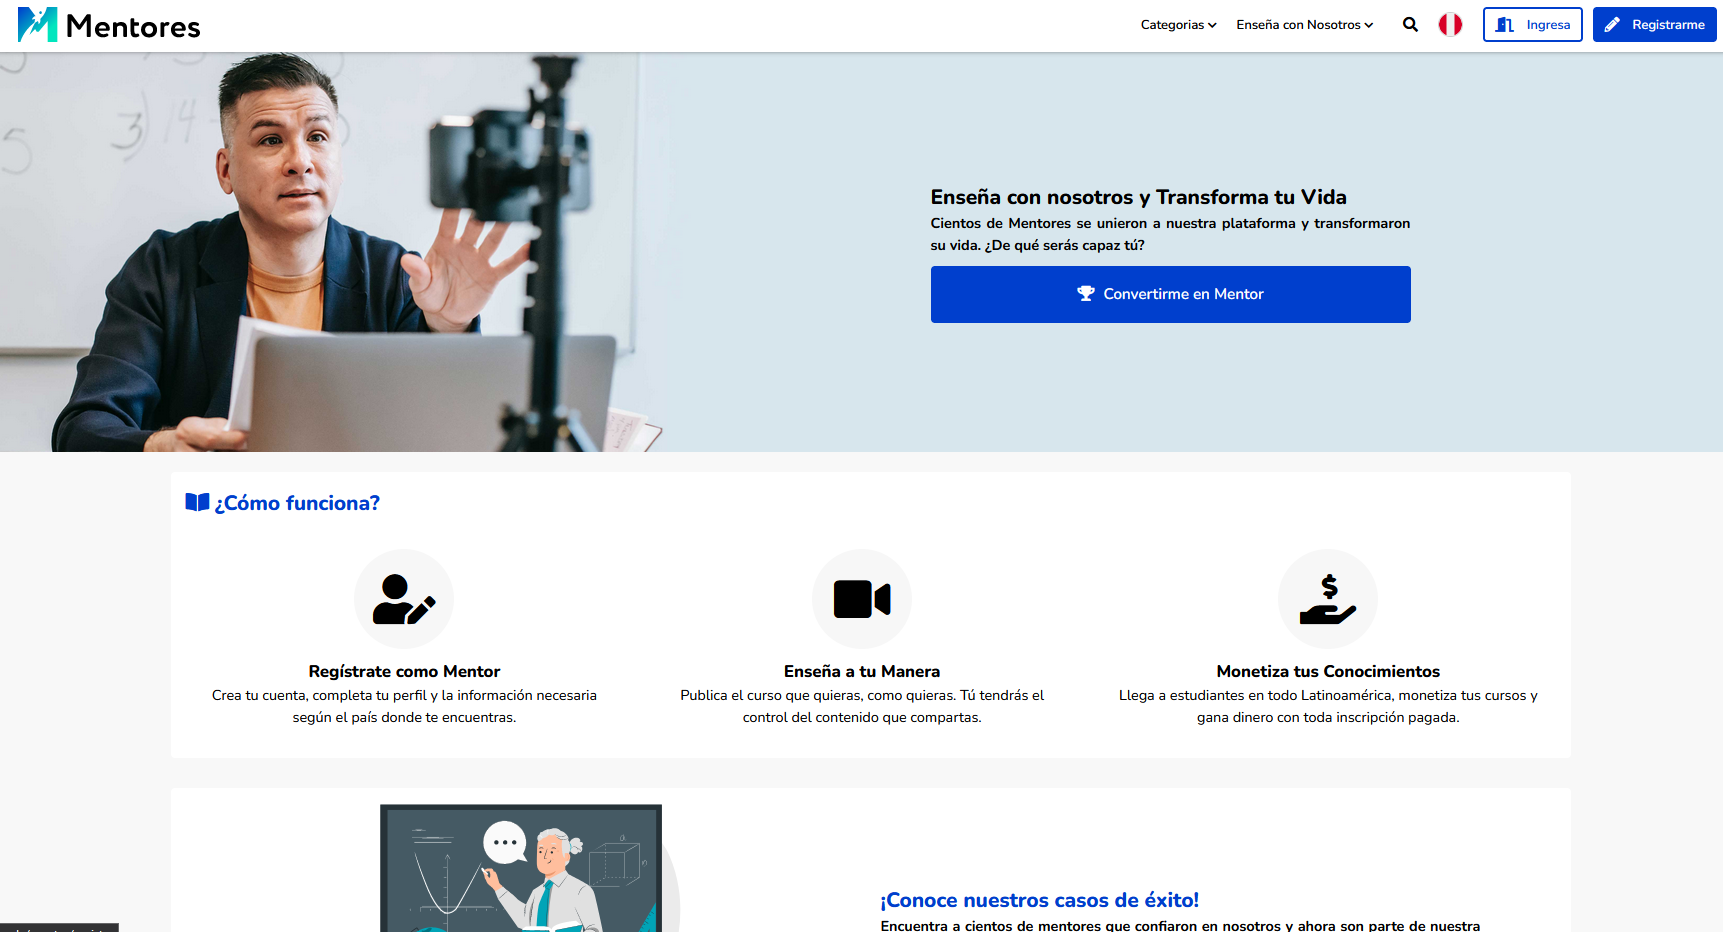 Mentores
Categorias
Enseña con Nosotros
Ingresa
Registrarme
3) 14
5
Enseña con nosotros y Transforma tu Vida
Cientos de Mentores se unieron a nuestra plataforma y transformaron
su vida. ¿De qué serás capaz tú?
Convertirme en Mentor
¿Cómo funciona?
Regístrate como Mentor
Crea tu cuenta, completa tu perfil y la información necesaria
según el país donde te encuentras.
Enseña a tu Manera
Publica el curso que quieras, como quieras. Tú tendrás el
control del contenido que compartas.
Monetiza tus Conocimientos
Llega a estudiantes en todo Latinoamérica, monetiza tus cursos y
gana dinero con toda inscripción pagada.
¡Conoce nuestros casos de éxito!
Encuentra a cientos de mentores que confiaron en nosotros y ahora son parte de nuestra